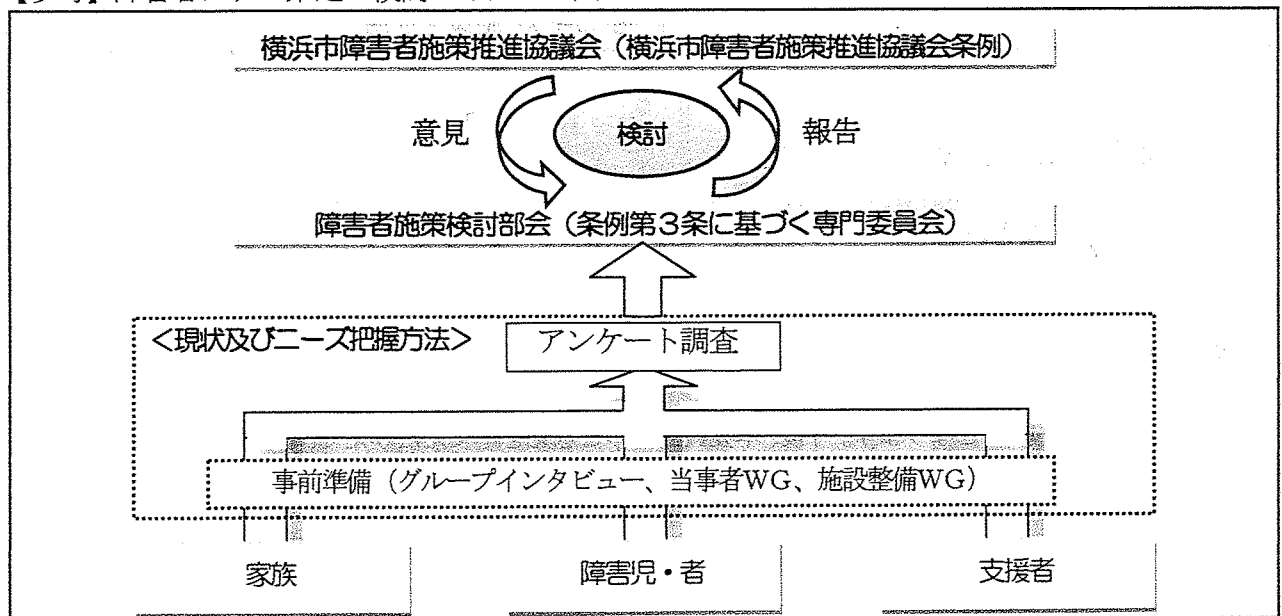 横浜市障害者施策推進協議会(横浜市障害者施策推進協議会条例)
意見
検討
報告
障害者施策検討部会(条例第3条に基づく専門委員会)
<現状及びニーズ把握方法>
アンケート調査
事前準備(グループインタビュー、当事者WG、施設整備WG)
家族
障害児・者
支援者